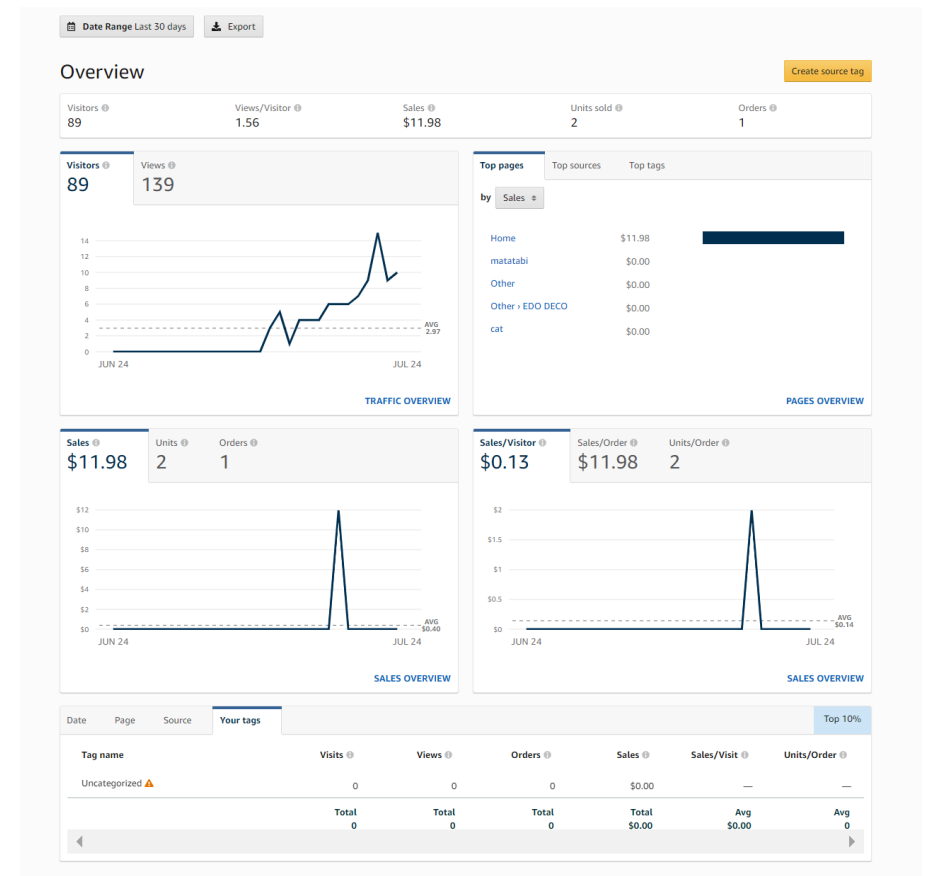 Date Range Last 30 days
Export
Overview
Create source tag
Visitors Views/Visitor Sales Units sold Orders
89 1.56 $11.98 2 1
Visitors Views
89 139
14
12
10
8
6
4
2
0
AVG
2.97
JUN 24 JUL 24
TRAFFIC OVERVIEW
Top pages Top sources Top tags
by Sales
Home $11.98
matatabi $0.00
Other $0.00
Other › EDO DECO $0.00
cat $0.00
PAGES OVERVIEW
Sales Units Orders
$11.98 2 1
$12
$10
$8
$6
$4
$2
$0
AVG
$0.40
JUN 24 JUL 24
SALES OVERVIEW
Sales/Visitor Sales/Order Units/Order
$0.13 $11.98 2
$2
$1.5
$1
$0.5
$0
AVG
$0.14
JUN 24 JUL 24
SALES OVERVIEW
Date Page Source Your tags Top 10%
Tag name Visits Views Orders Sales Sales/Visit Units/Order
Uncategorized 0 0 0 $0.00 — —
Total Total Total Total Avg Avg
0 0 0 $0.00 $0.00 0